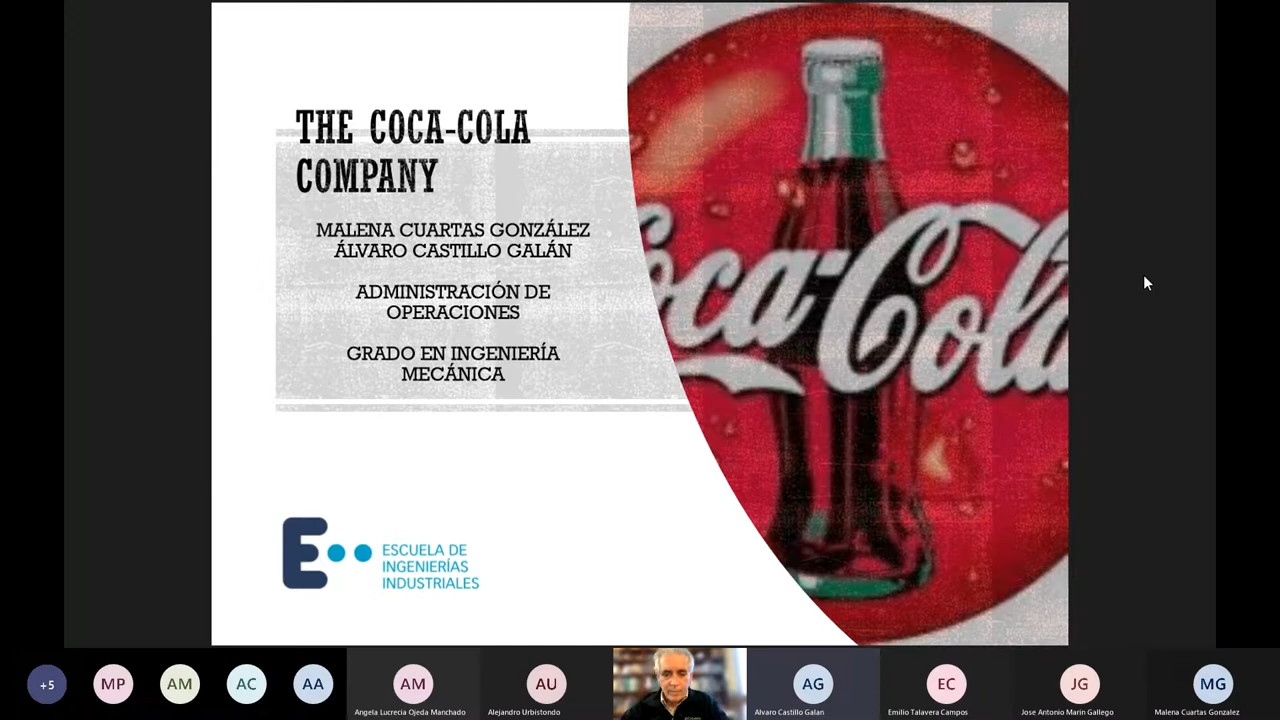 THE COCA-COLA
COMPANY
MALENA CUARTAS GONZÁLEZ
ÁLVARO CASTILLO GALÁN
ADMINISTRACIÓN DE
OPERACIONES
GRADO EN INGENIERÍA
MECÁNICA
Coca-Cola
E
ESCUELA DE
INGENIERÍAS
INDUSTRIALES
+5
MP
AM
AC
AA
AM
Angela Lucrecia Ojeda Manchado
AU
Alejandro Urbistondo
AG
Alvaro Castillo Galan
EC
Emilio Talavera Campos
JG
Jose Antonio Marin Gallego
MG
Malena Cuartas Gonzalez